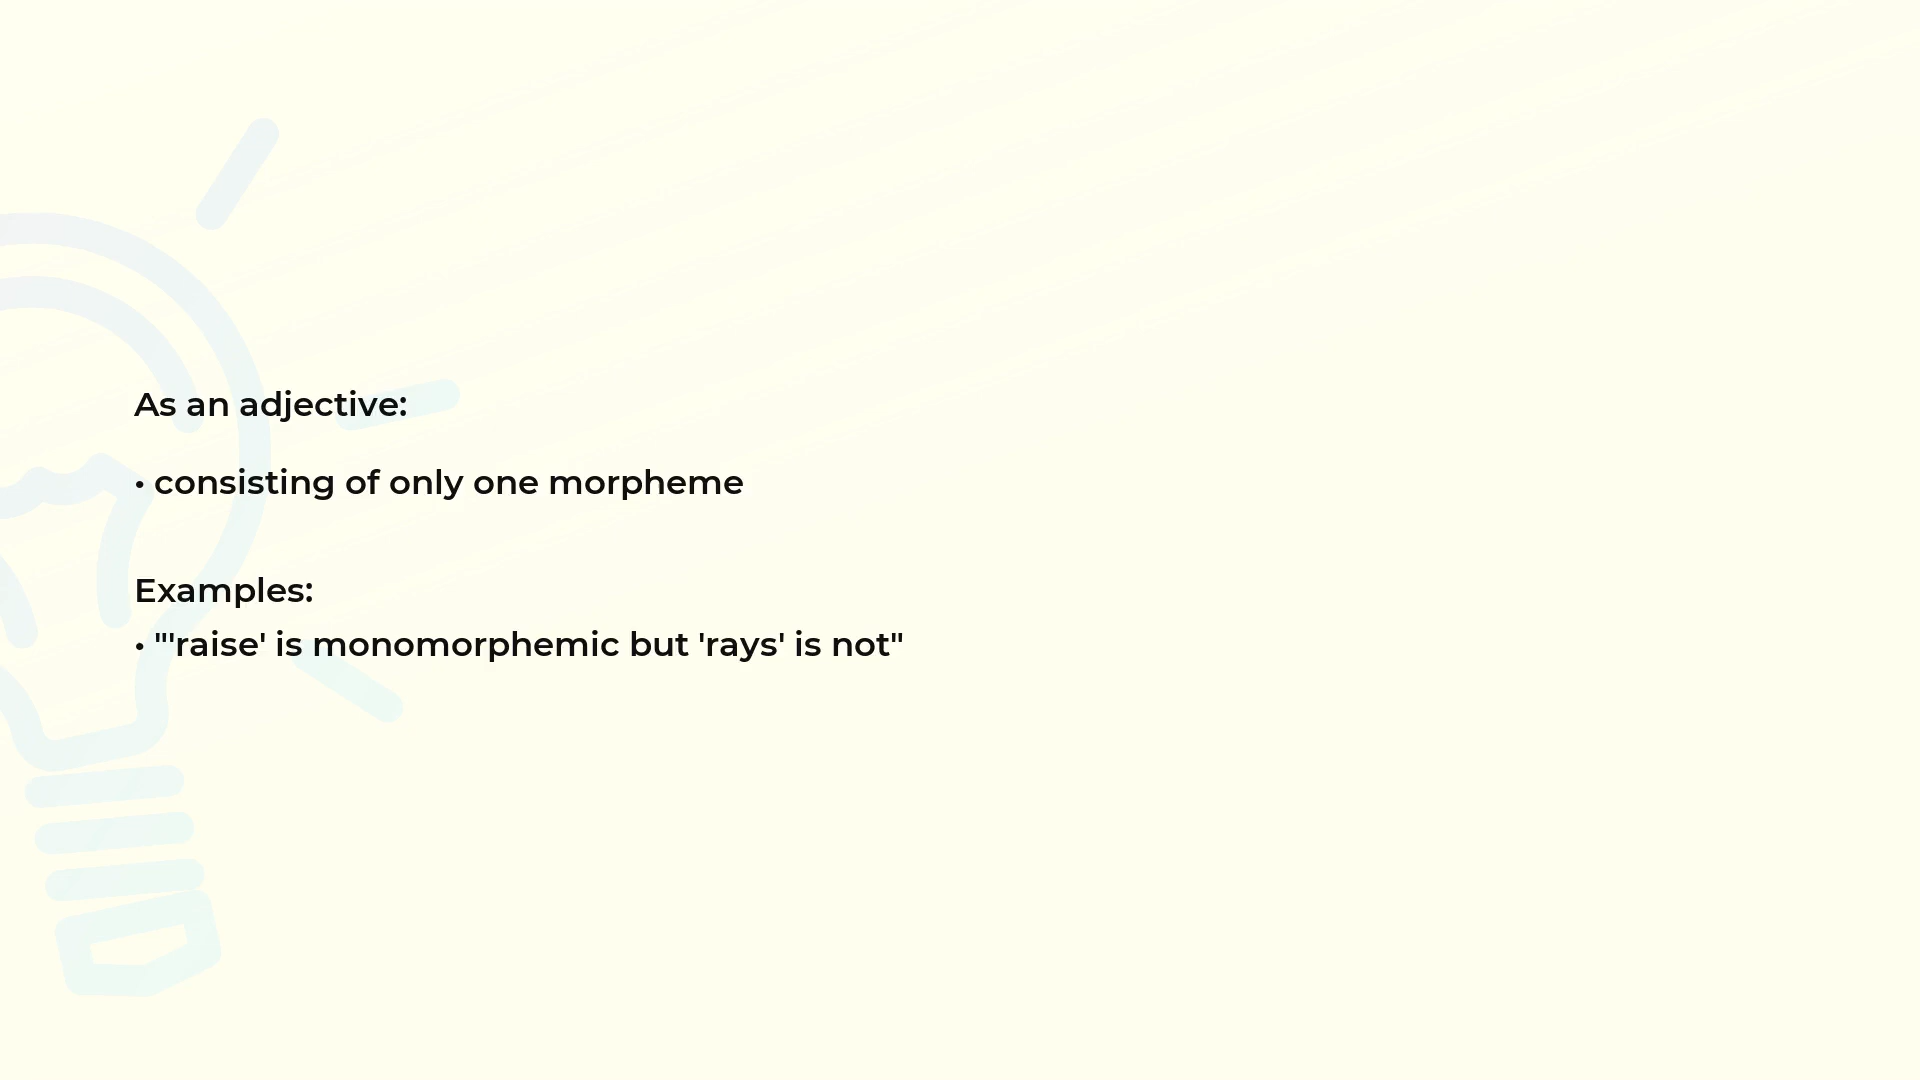 As an adjective:
• consisting of only one morpheme
Examples:
• "'raise' is monomorphemic but 'rays' is not"